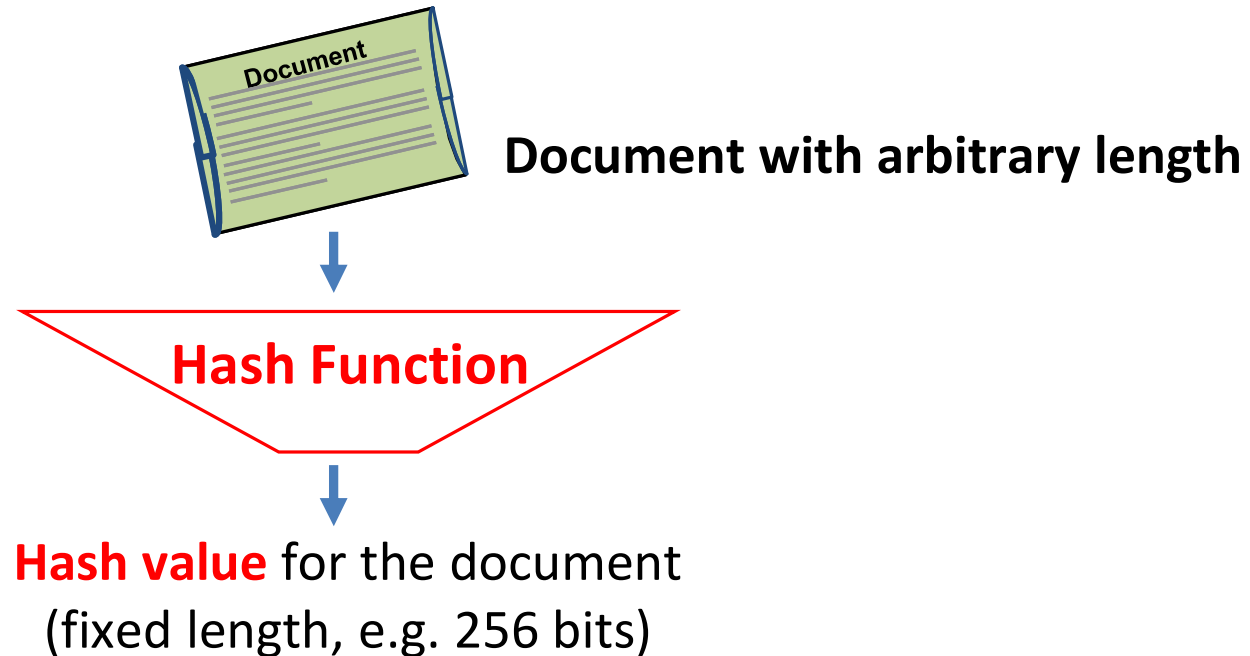 Document
Document with arbitrary length
Hash Function
Hash value for the document
(fixed length, e.g. 256 bits)